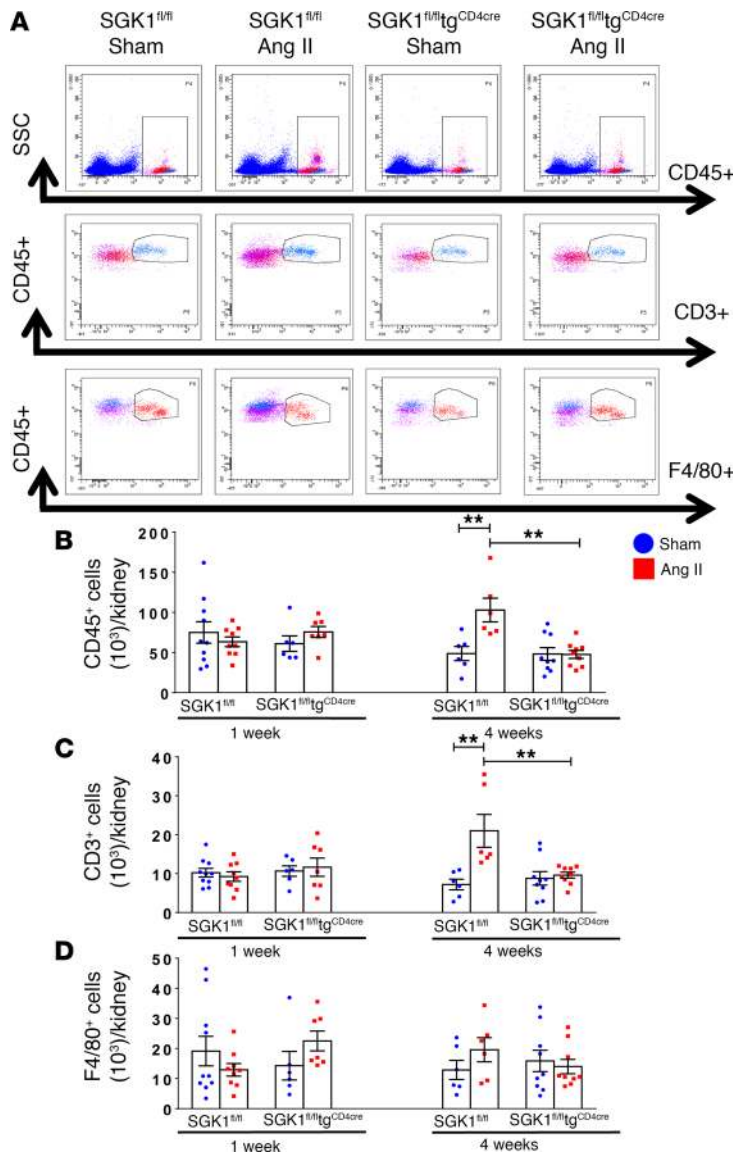 A
SGK1fl/fl Sham
SGK1fl/fl Ang II
SGK1fl/fltgCD4cre Sham
SGK1fl/fltgCD4cre Ang II
SSC
CD45+
CD45+
CD3+
CD45+
F4/80+
B
CD45+ cells
(103)/kidney
200
150
100
50
0
**
**
Sham
Ang II
SGK1fl/fl
SGK1fl/fltgCD4cre
SGK1fl/fl
SGK1fl/fltgCD4cre
1 week
4 weeks
C
CD3+ cells
(103)/kidney
40
30
20
10
0
**
**
SGK1fl/fl
SGK1fl/fltgCD4cre
SGK1fl/fl
SGK1fl/fltgCD4cre
1 week
4 weeks
D
F4/80+ cells
(103)/kidney
50
40
30
20
10
0
SGK1fl/fl
SGK1fl/fltgCD4cre
SGK1fl/fl
SGK1fl/fltgCD4cre
1 week
4 weeks